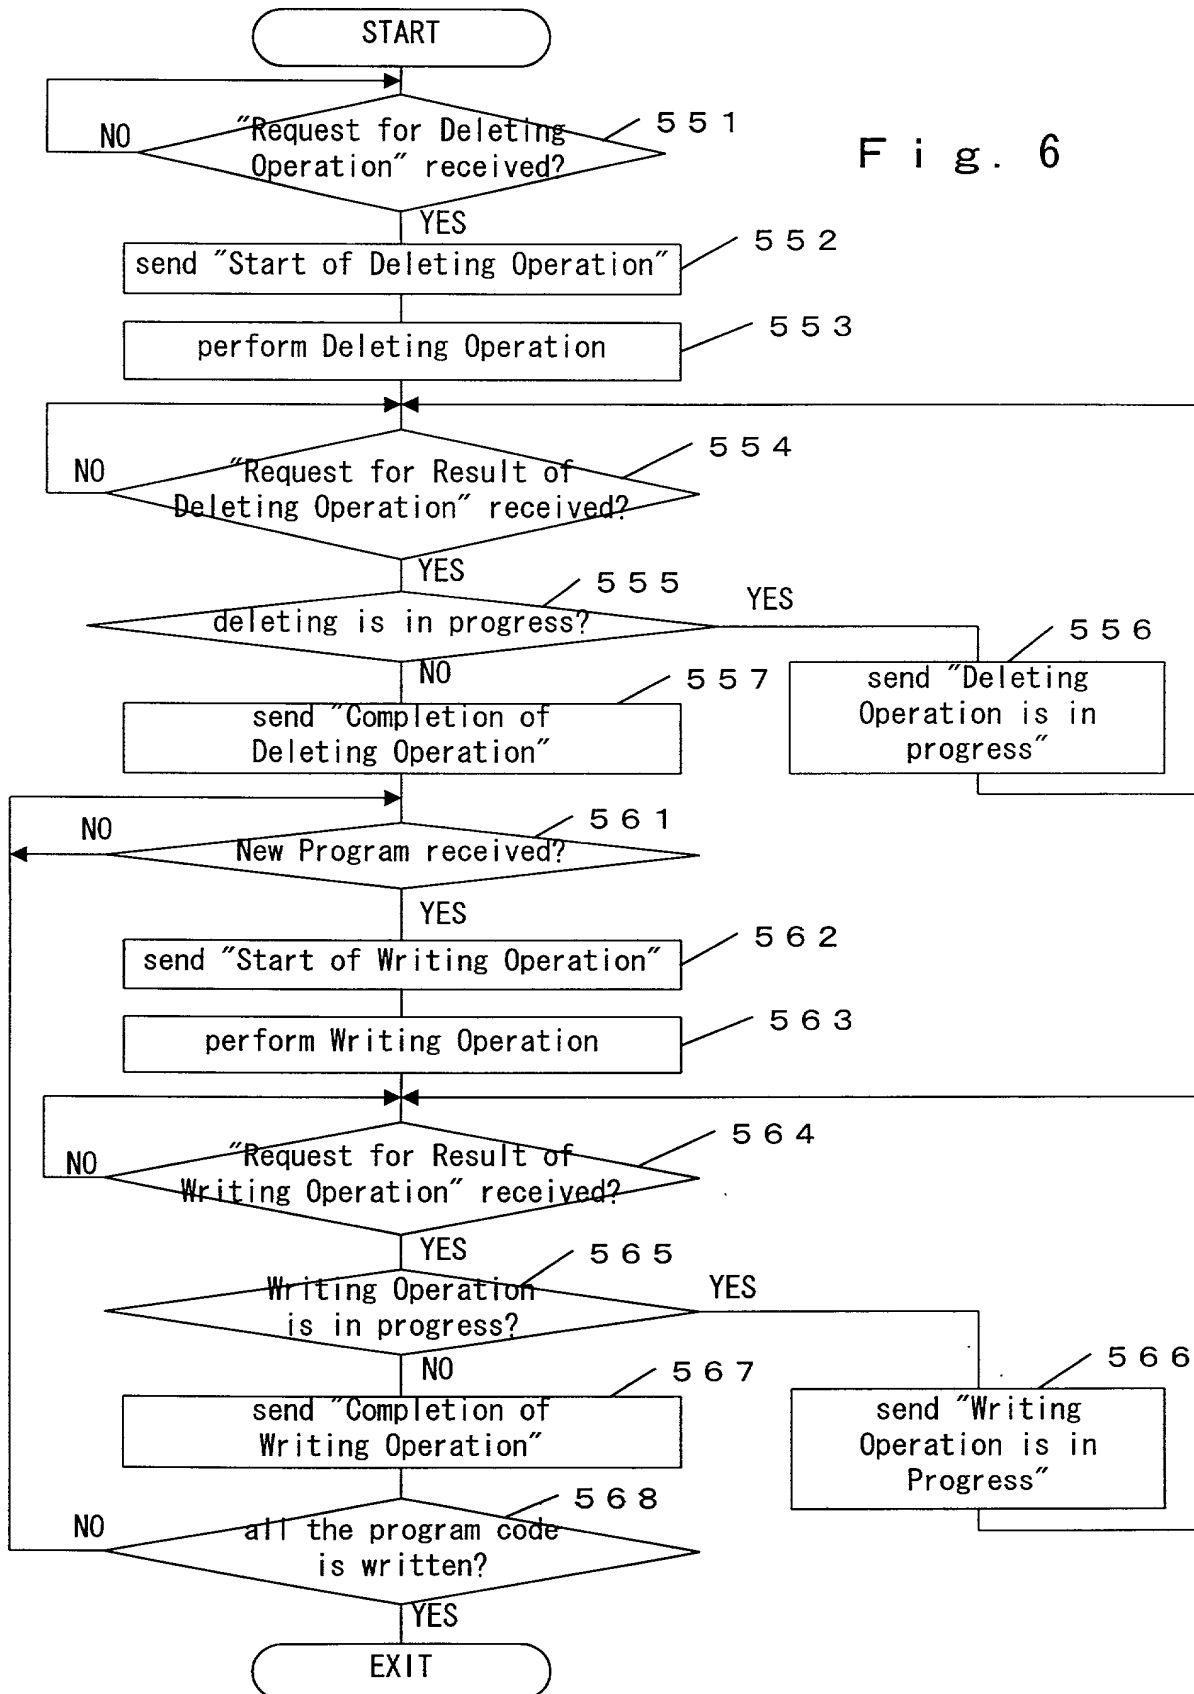 START
NO
"Request for Deleting
Operation" received?
551
Fig. 6
YES
send "Start of Deleting Operation"
552
perform Deleting Operation
553
NO
"Request for Result of
Deleting Operation" received?
554
YES
deleting is in progress?
555
YES
556
send "Deleting
Operation is in
progress"
NO
send "Completion of
Deleting Operation"
557
NO
New Program received?
561
YES
send "Start of Writing Operation"
562
perform Writing Operation
563
NO
"Request for Result of
Writing Operation" received?
564
YES
Writing Operation
is in progress?
565
YES
566
send "Writing
Operation is in
Progress"
NO
send "Completion of
Writing Operation"
567
NO
all the program code
is written?
568
YES
EXIT